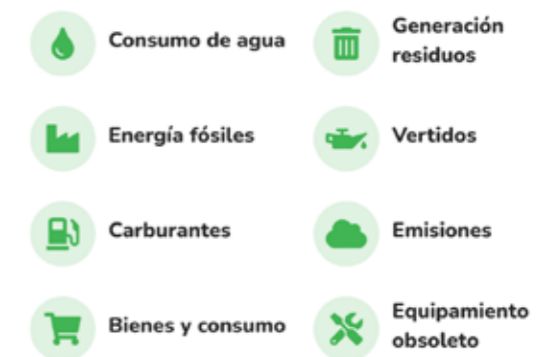 Consumo de agua
Generación
residuos
Energía fósiles
Vertidos
Carburantes
Emisiones
Bienes y consumo
Equipamiento
obsoleto